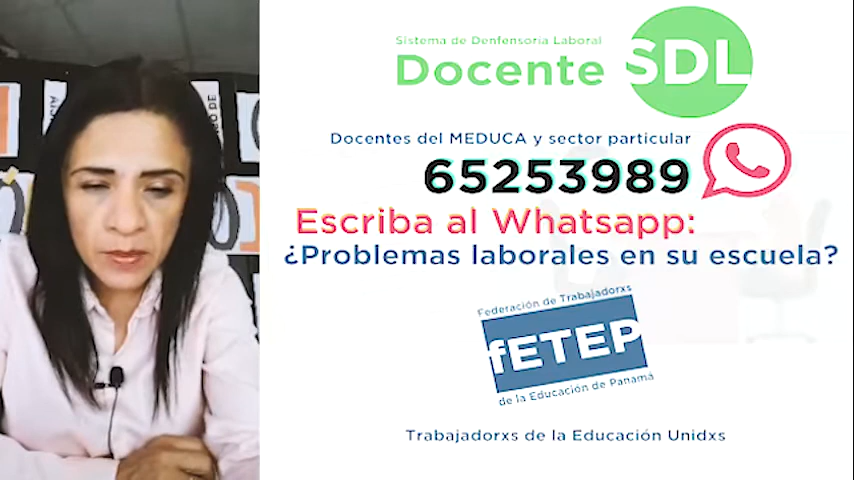 Sistema de Denfensoría Laboral
Docente
SDL
Docentes del MEDUCA y sector particular
65253989
Escriba al Whatsapp:
¿Problemas laborales en su escuela?
Federación de Trabajadorxs
fETEP
de la Educación de Panamá
Trabajadorxs de la Educación Unidxs